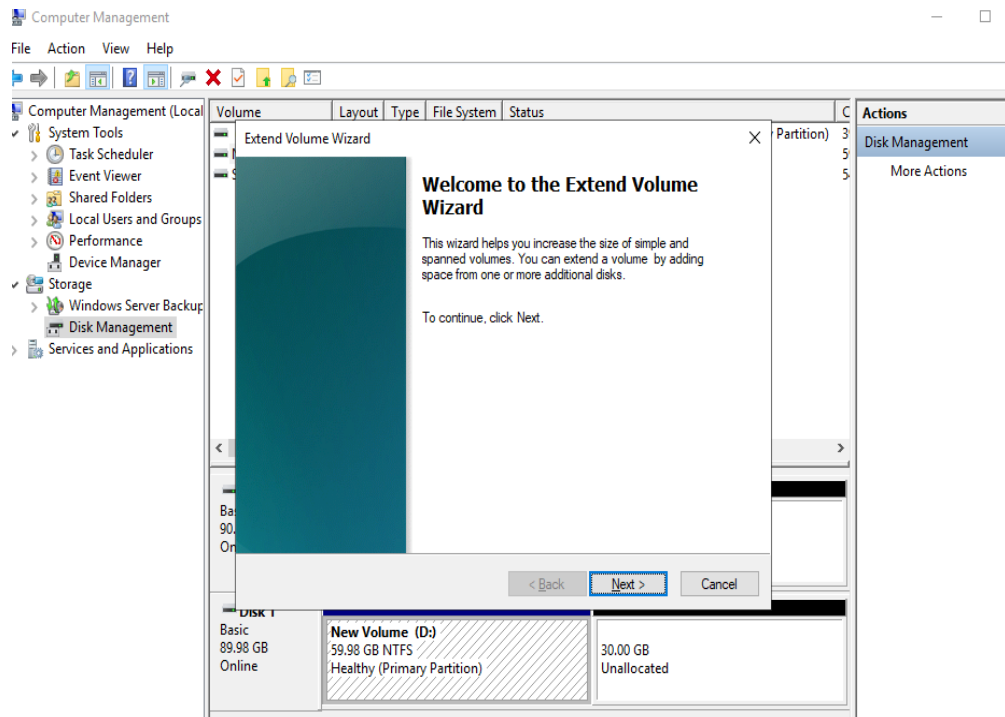 Computer Management
File Action View Help
Computer Management (Local
System Tools
Task Scheduler
Event Viewer
Shared Folders
Local Users and Groups
Performance
Device Manager
Storage
Windows Server Backup
Disk Management
Services and Applications
Volume Layout Type File System Status
Partition)
Extend Volume Wizard
Welcome to the Extend Volume
Wizard
This wizard helps you increase the size of simple and
spanned volumes. You can extend a volume by adding
space from one or more additional disks.
To continue, click Next.
< Back Next > Cancel
Disk 1
Basic
89.98 GB
Online
New Volume (D:)
59.98 GB NTFS
Healthy (Primary Partition)
30.00 GB
Unallocated
Actions
Disk Management
More Actions